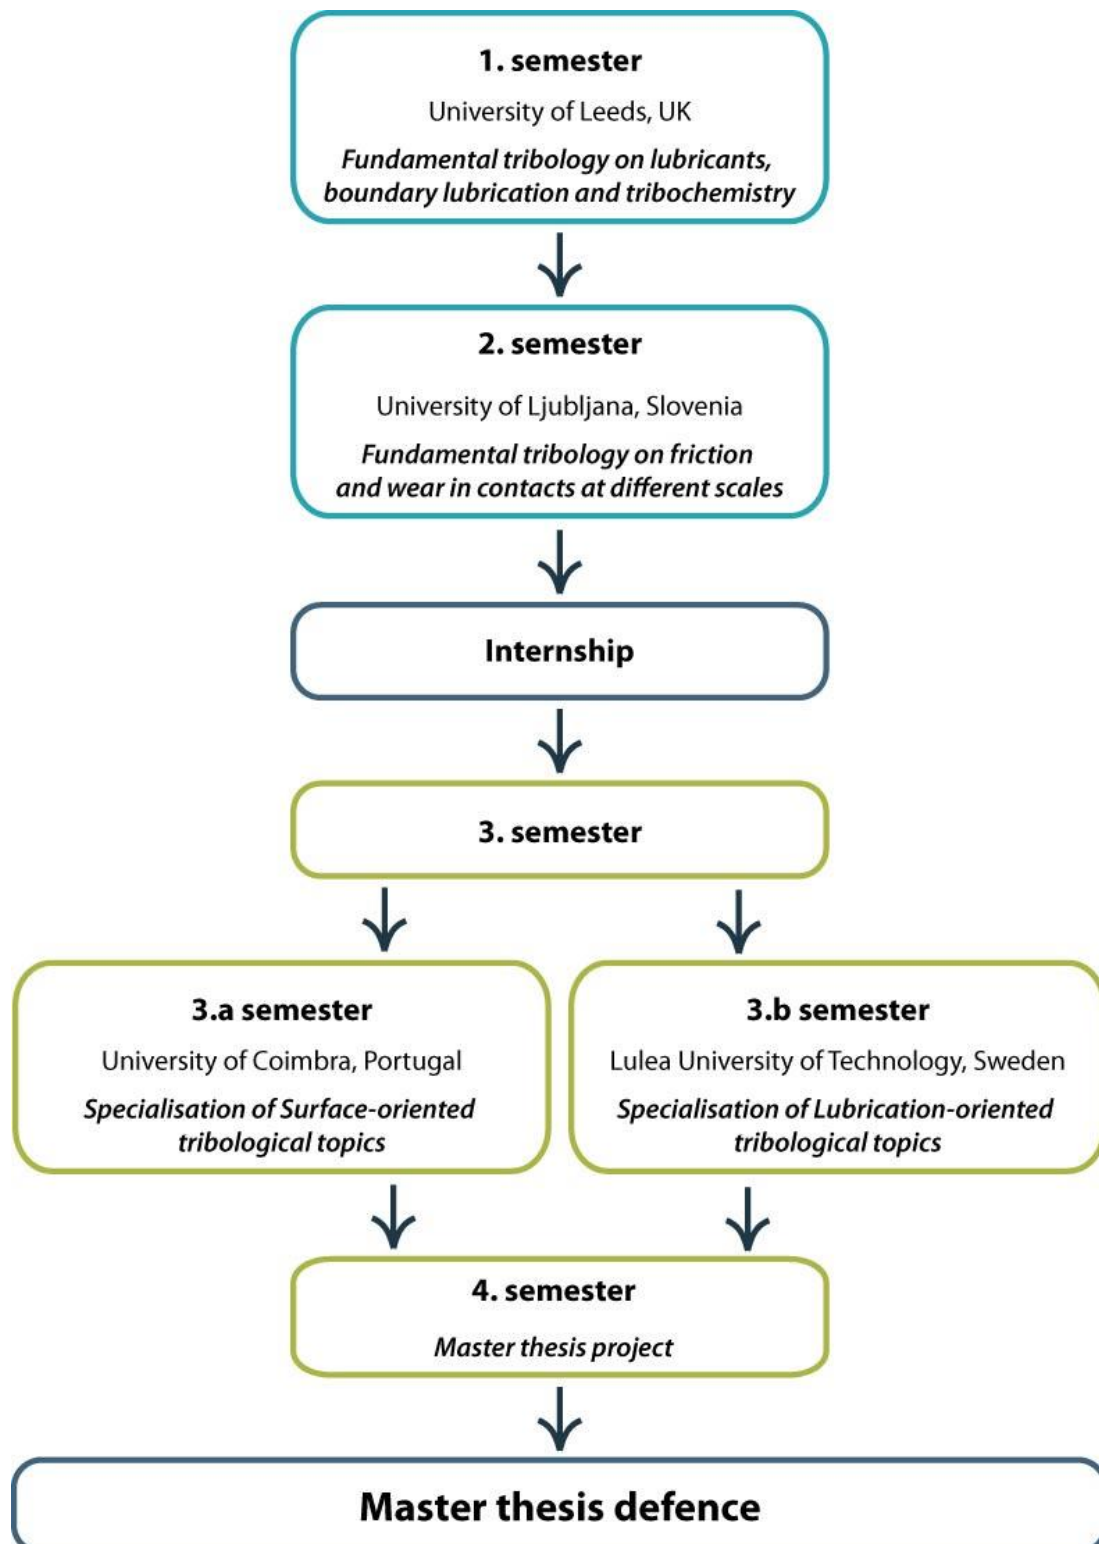 1. semester
University of Leeds, UK
Fundamental tribology on lubricants,
boundary lubrication and tribochemistry
2. semester
University of Ljubljana, Slovenia
Fundamental tribology on friction
and wear in contacts at different scales
Internship
3. semester
3.a semester
University of Coimbra, Portugal
Specialisation of Surface-oriented
tribological topics
3.b semester
Lulea University of Technology, Sweden
Specialisation of Lubrication-oriented
tribological topics
4. semester
Master thesis project
Master thesis defence